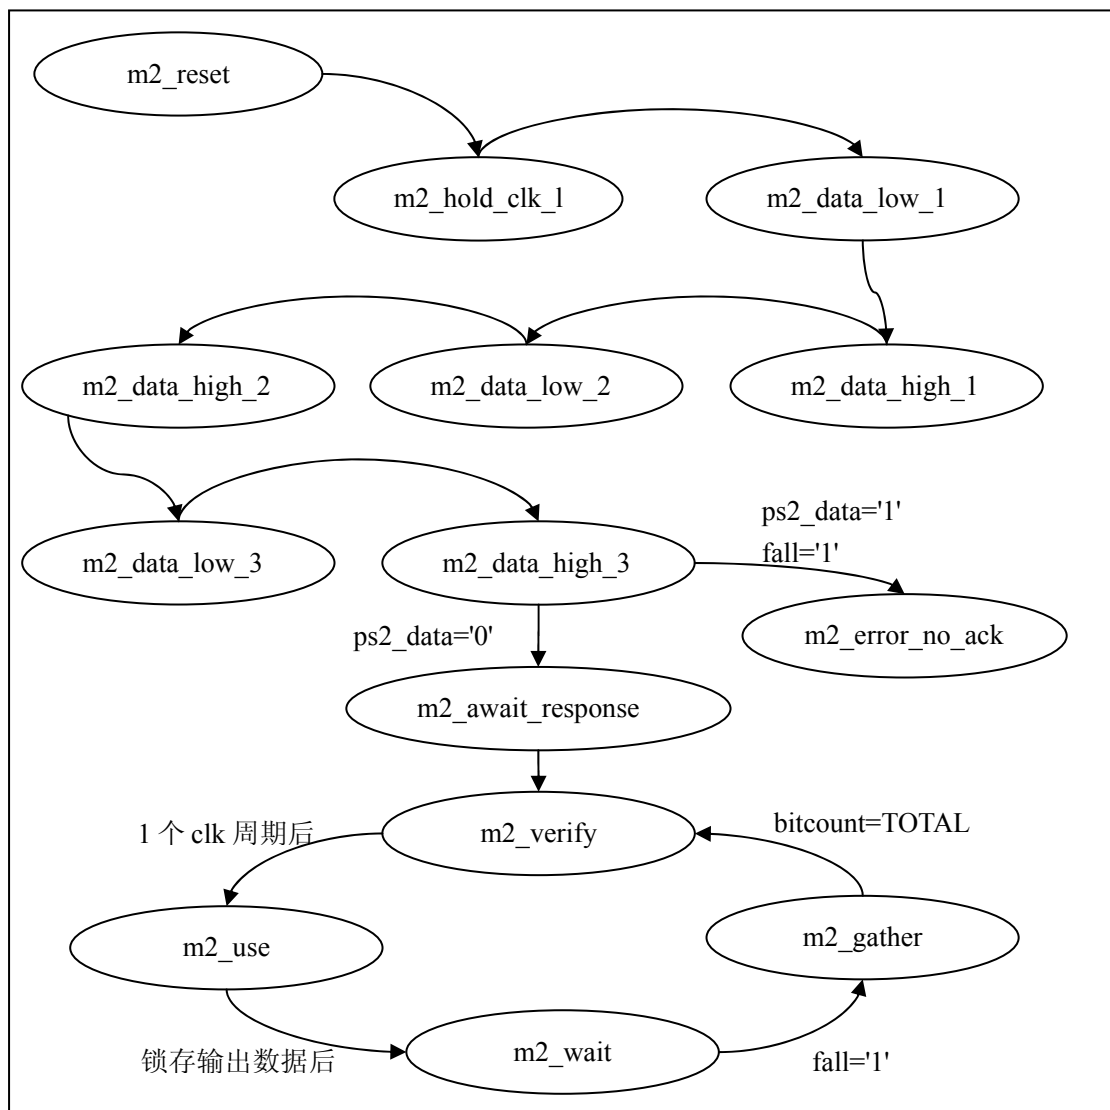 m2_reset
m2_hold_clk_l
m2_data_low_1
m2_data_high_2
m2_data_low_2
m2_data_high_1
m2_data_low_3
m2_data_high_3
ps2_data='1'
fall='1'
m2_error_no_ack
ps2_data='0'
m2_await_response
1 个 clk 周期后
m2_verify
bitcount=TOTAL
m2_use
m2_gather
锁存输出数据后
m2_wait
fall='1'